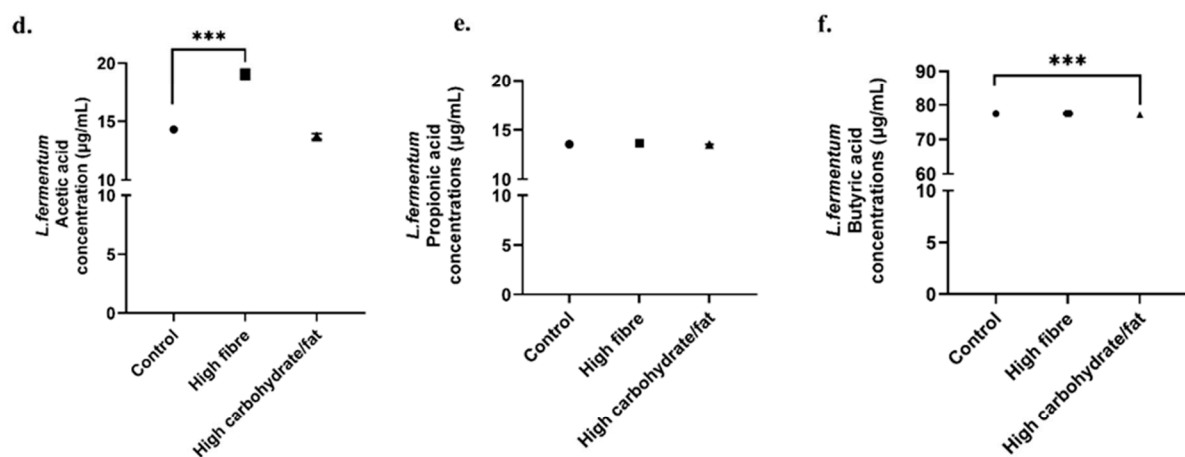 d.
***
20
15
10
5
0
L.fermentum
Acetic acid
concentration (µg/mL)
Control
High fibre
High carbohydrate/fat
e.
20
15
10
10
5
0
L.fermentum
Propionic acid
concentrations (µg/mL)
Control
High fibre
High carbohydrate/fat
f.
***
90
80
70
60
10
5
0
L.fermentum
Butyric acid
concentrations (µg/mL)
Control
High fibre
High carbohydrate/fat